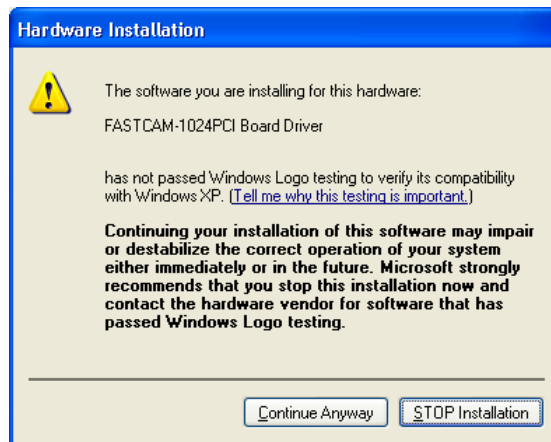 Hardware Installation
The software you are installing for this hardware:
FASTCAM-1024PCI Board Driver
has not passed Windows Logo testing to verify its compatibility
with Windows XP. (Tell me why this testing is important.)
Continuing your installation of this software may impair
or destabilize the correct operation of your system
either immediately or in the future. Microsoft strongly
recommends that you stop this installation now and
contact the hardware vendor for software that has
passed Windows Logo testing.
Continue Anyway
STOP Installation